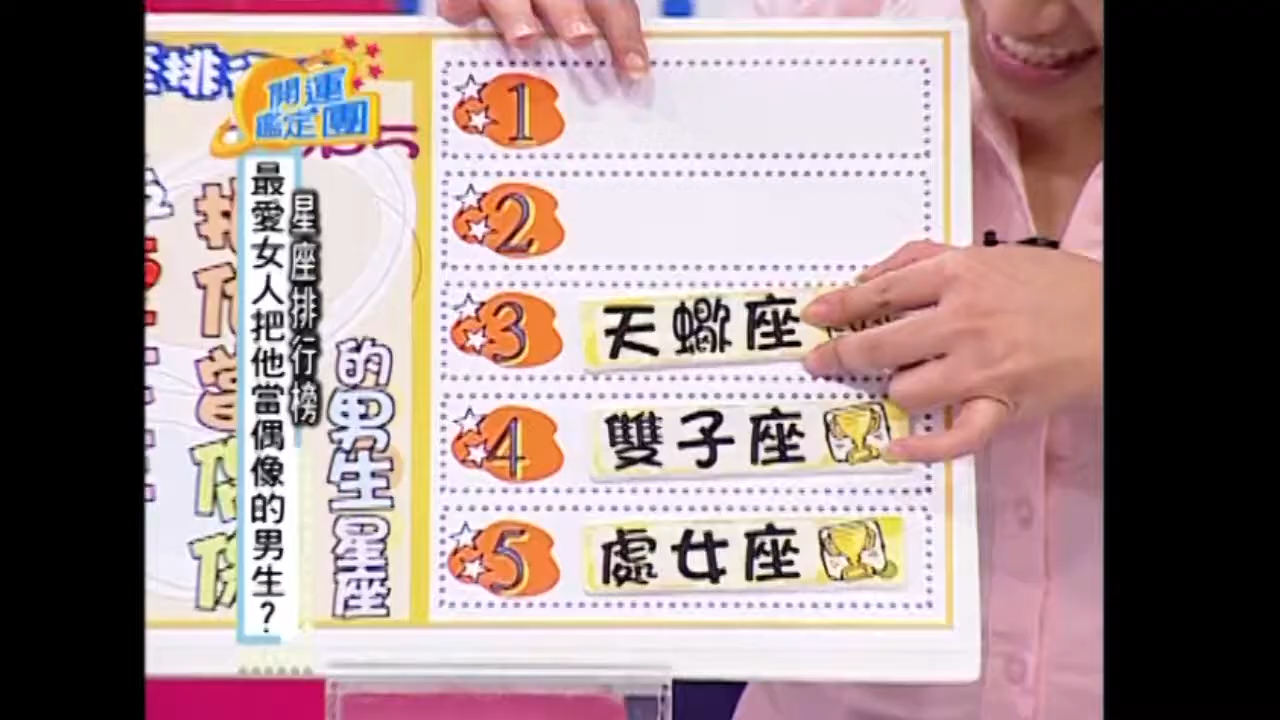 開運
鑑定團
星座排行榜
最愛女人把他當偶像的男生?
的男生星座
1
2
3 天蠍座
4 雙子座
5 處女座